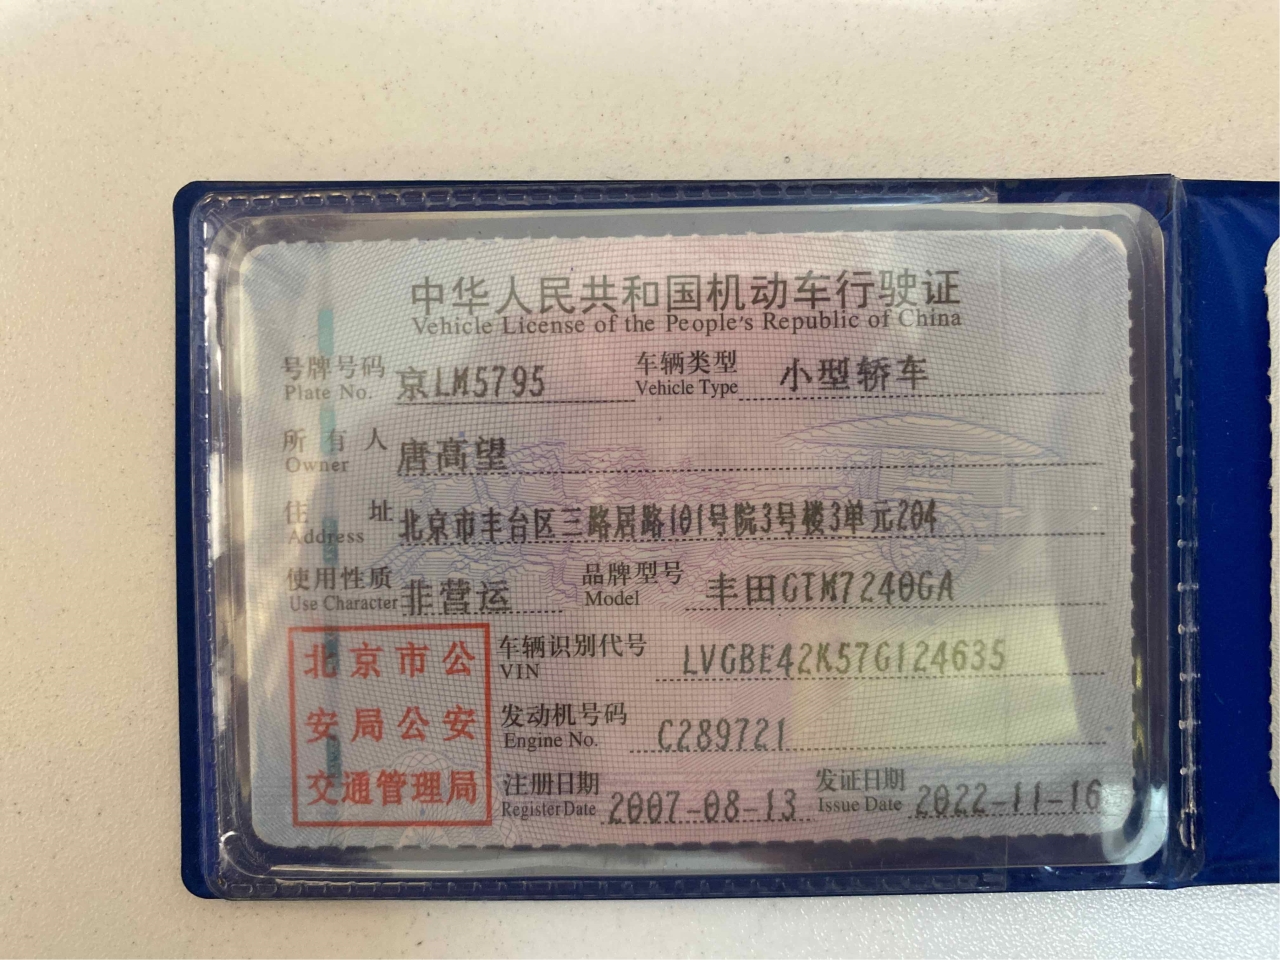 中华人民共和国机动车行驶证
Vehicle License of the People's Republic of China
号牌号码 京LM5795 车辆类型 小型轿车
Plate No. Vehicle Type
所有人 唐高望
Owner
住址 北京市丰台区三路居路101号院3号楼3单元204
Address
使用性质 非营运 品牌型号 丰田GTM7240GA
Use Character Model
北京市公
安局公安
交通管理局
车辆识别代号 LVGBE42K57G124635
VIN
发动机号码 C289721
Engine No.
注册日期 2007-08-13 发证日期 2022-11-16
Register Date Issue Date